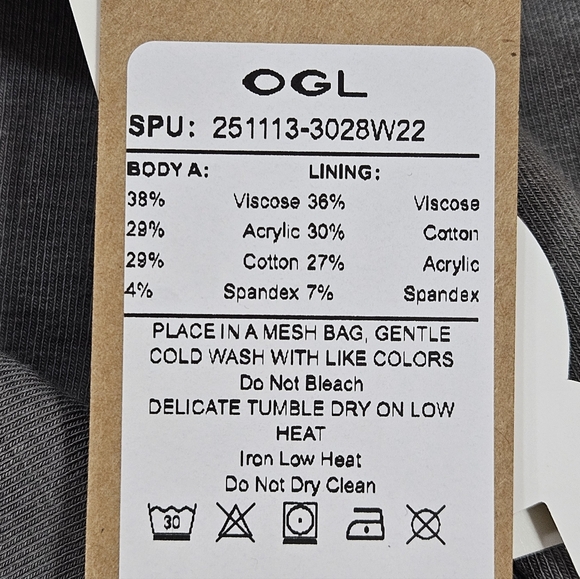 OGL
SPU: 251113-3028W22
BODY A: LINING:
38% Viscose 36% Viscose
29% Acrylic 30% Cotton
29% Cotton 27% Acrylic
4% Spandex 7% Spandex
PLACE IN A MESH BAG, GENTLE
COLD WASH WITH LIKE COLORS
Do Not Bleach
DELICATE TUMBLE DRY ON LOW
HEAT
Iron Low Heat
Do Not Dry Clean
30